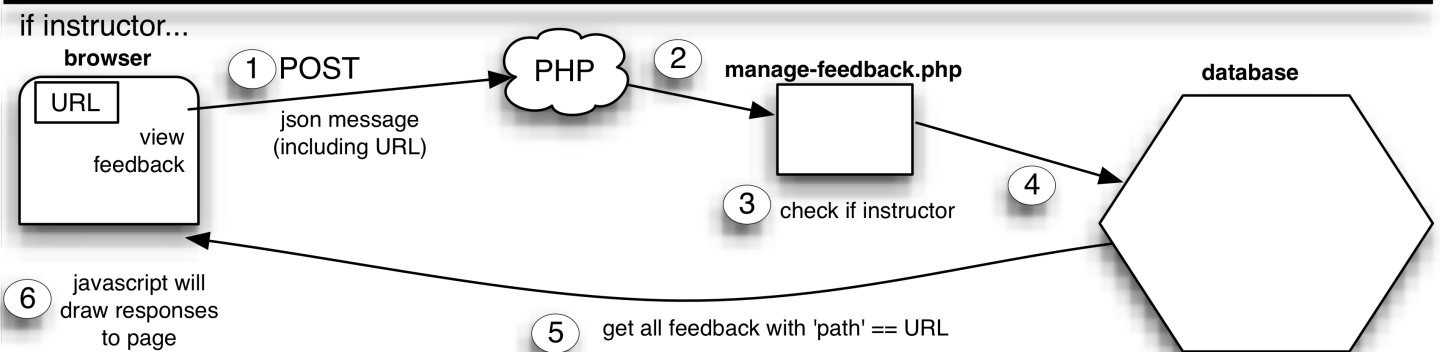 if instructor...
browser
URL
view
feedback
1 POST
json message
(including URL)
PHP
2
manage-feedback.php
3 check if instructor
4
database
5 get all feedback with 'path' == URL
6 javascript will
draw responses
to page